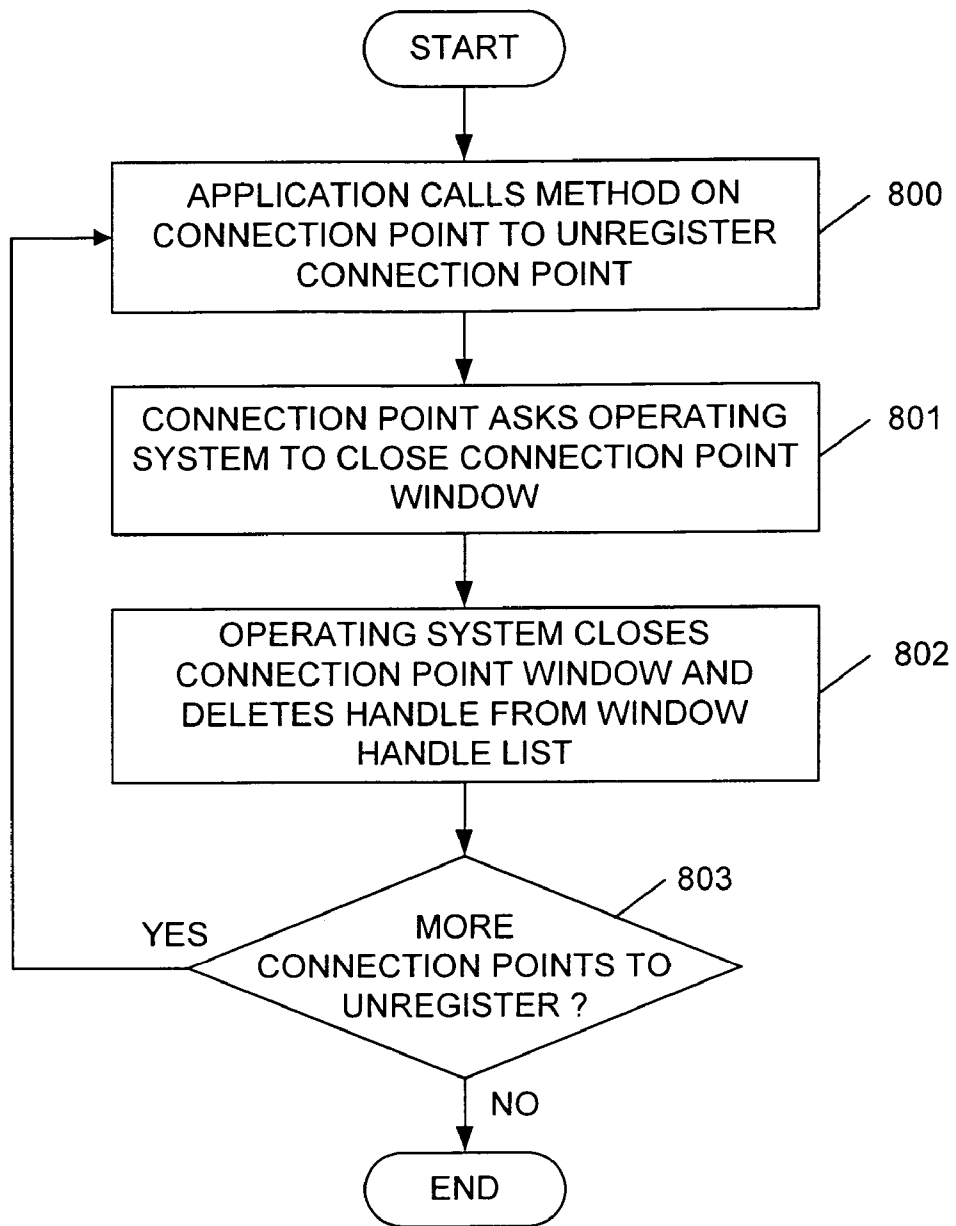 START
APPLICATION CALLS METHOD ON
CONNECTION POINT TO UNREGISTER
CONNECTION POINT
800
CONNECTION POINT ASKS OPERATING
SYSTEM TO CLOSE CONNECTION POINT
WINDOW
801
OPERATING SYSTEM CLOSES
CONNECTION POINT WINDOW AND
DELETES HANDLE FROM WINDOW
HANDLE LIST
802
803
MORE
CONNECTION POINTS TO
UNREGISTER ?
YES
NO
END